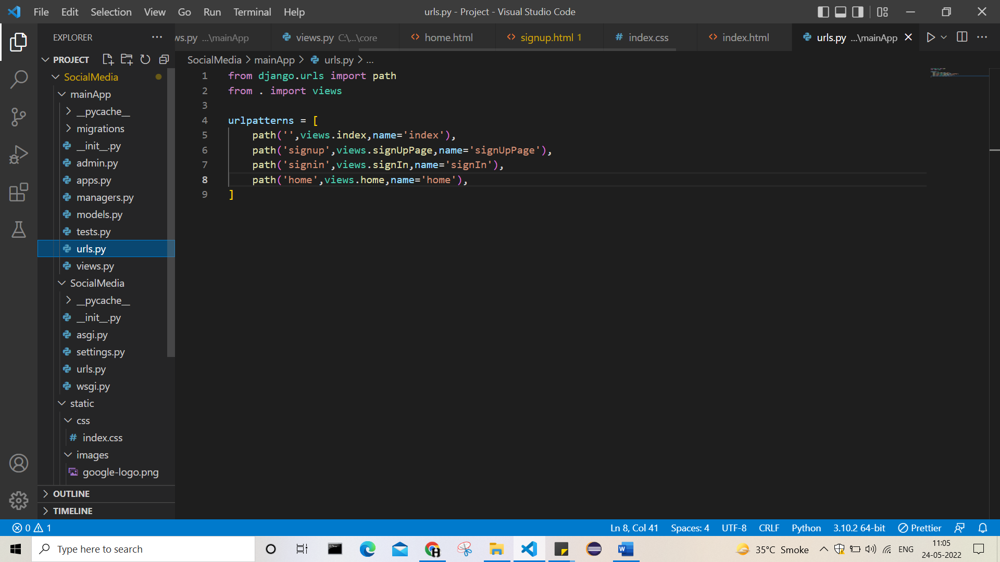 File Edit Selection View Go Run Terminal Help urls.py - Project - Visual Studio Code
EXPLORER
ws.py ...\mainApp views.py C:\...\core home.html signup.html 1 index.css index.html urls.py ...\mainApp
PROJECT
SocialMedia
mainApp
__pycache__
migrations
__init__.py
admin.py
apps.py
managers.py
models.py
tests.py
urls.py
views.py
SocialMedia
__pycache__
__init__.py
asgi.py
settings.py
urls.py
wsgi.py
static
css
index.css
images
google-logo.png
OUTLINE
TIMELINE
SocialMedia > mainApp > urls.py > ...
1 from django.urls import path
2 from . import views
3
4 urlpatterns = [
5     path('',views.index,name='index'),
6     path('signup',views.signUpPage,name='signUpPage'),
7     path('signin',views.signIn,name='signIn'),
8     path('home',views.home,name='home'),
9 ]
0 1 Ln 8, Col 41 Spaces: 4 UTF-8 CRLF Python 3.10.2 64-bit Prettier
Type here to search 35°C Smoke ENG 11:05
24-05-2022